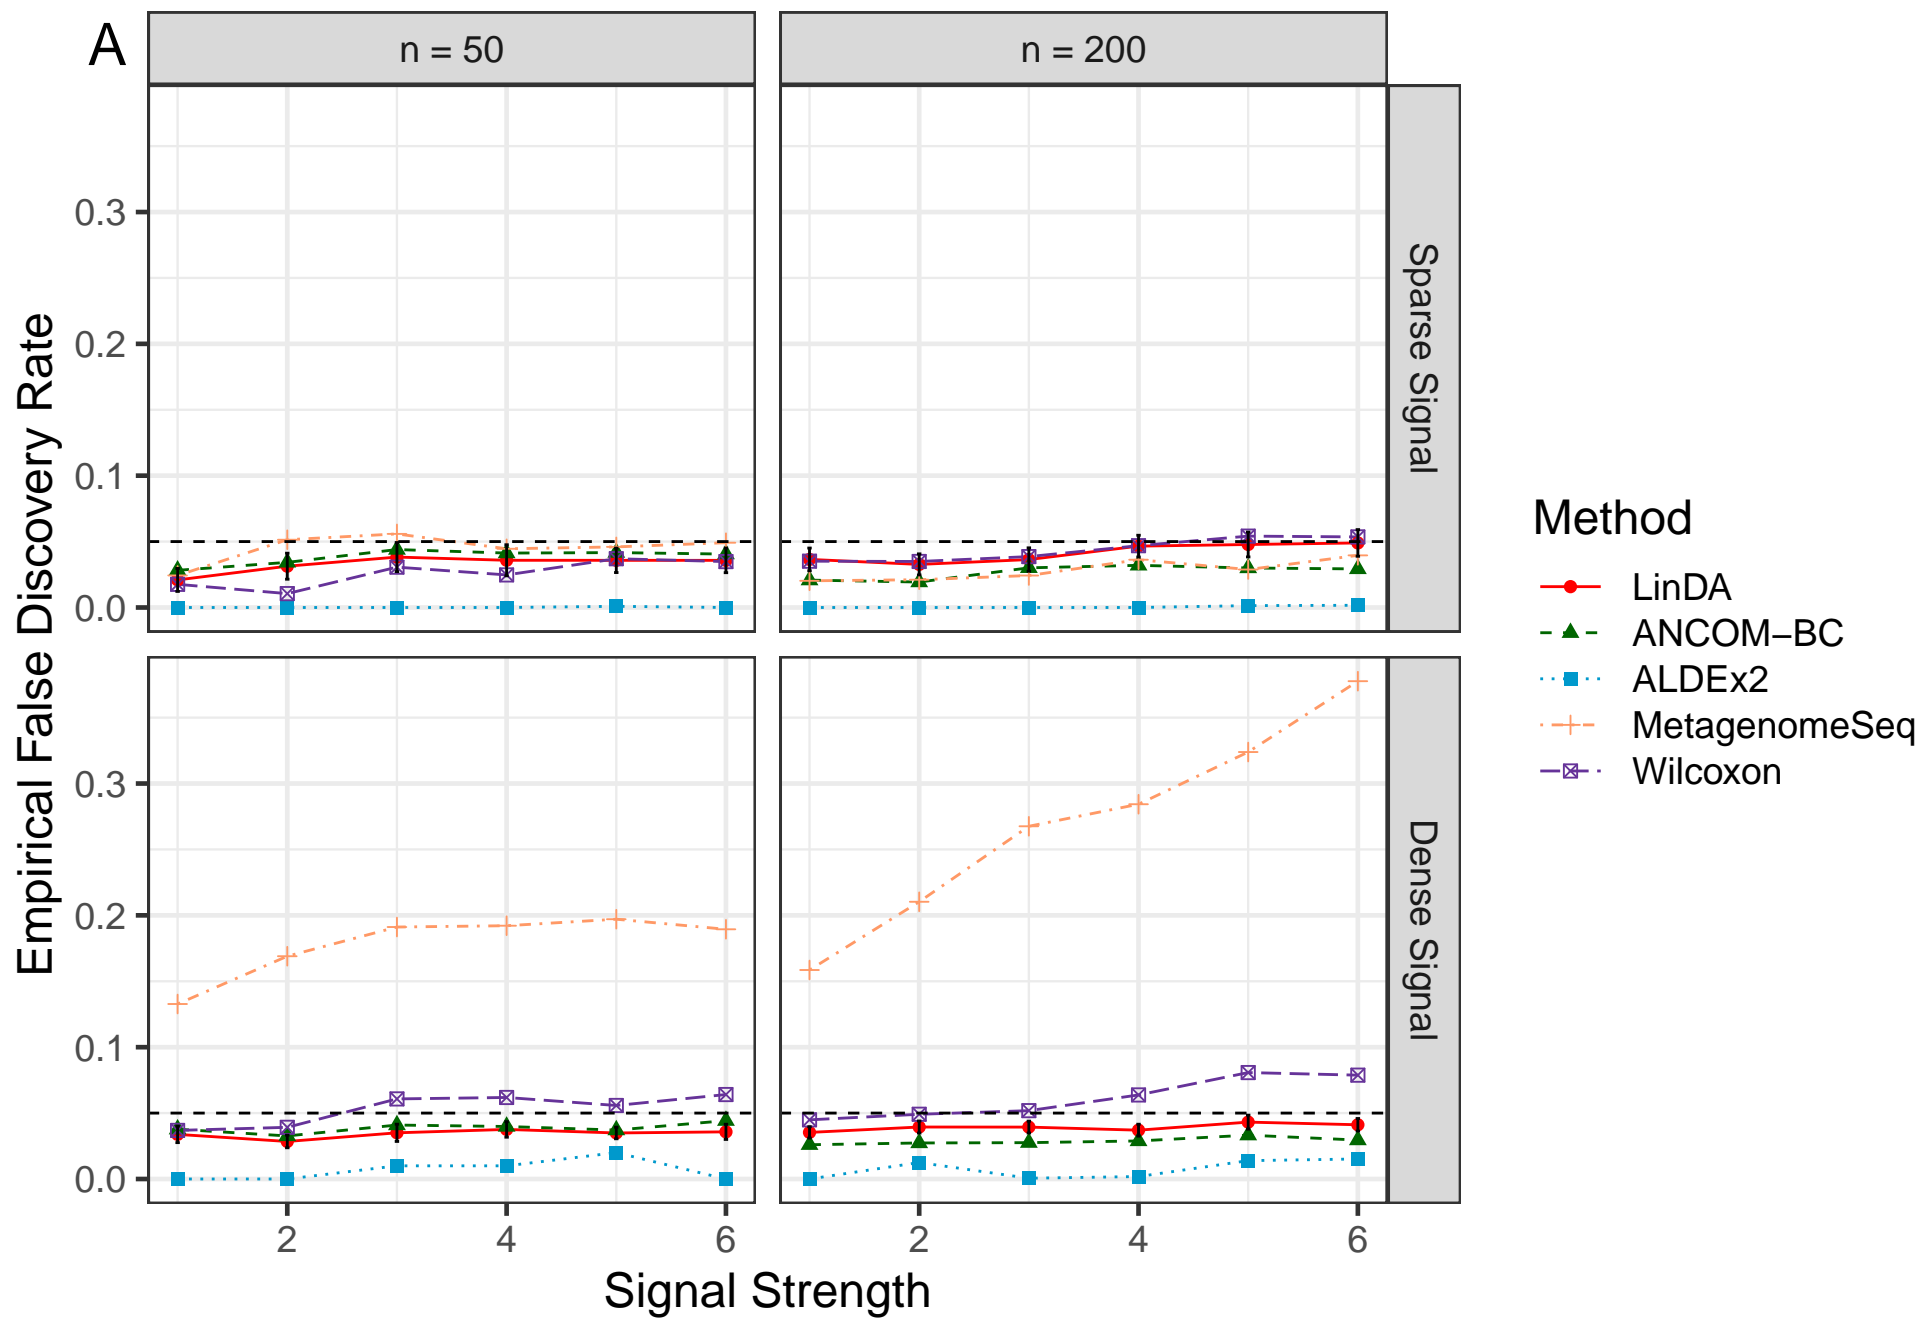 A
n = 50
n = 200
Empirical False Discovery Rate
0.3
0.2
0.1
0.0
Sparse Signal
0.3
0.2
0.1
0.0
Dense Signal
2
4
6
2
4
6
Signal Strength
Method
LinDA
ANCOM−BC
ALDEx2
MetagenomeSeq
Wilcoxon